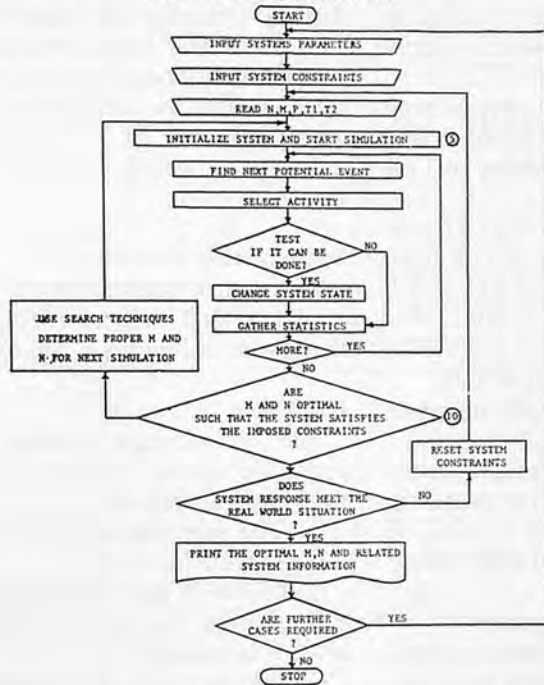 START
INPUT SYSTEMS PARAMETERS
INPUT SYSTEM CONSTRAINTS
READ N,M,P,T1,T2
INITIALIZE SYSTEM AND START SIMULATION
5
FIND NEXT POTENTIAL EVENT
SELECT ACTIVITY
TEST
IF IT CAN BE
DONE?
NO
YES
CHANGE SYSTEM STATE
GATHER STATISTICS
MORE?
YES
NO
USE SEARCH TECHNIQUES
DETERMINE PROPER M AND
N FOR NEXT SIMULATION
ARE
M AND N OPTIMAL
SUCH THAT THE SYSTEM SATISFIES
THE IMPOSED CONSTRAINTS
?
10
RESET SYSTEM
CONSTRAINTS
DOES
SYSTEM RESPONSE MEET THE
REAL WORLD SITUATION
?
NO
YES
PRINT THE OPTIMAL M,N AND RELATED
SYSTEM INFORMATION
ARE FURTHER
CASES REQUIRED
?
YES
NO
STOP